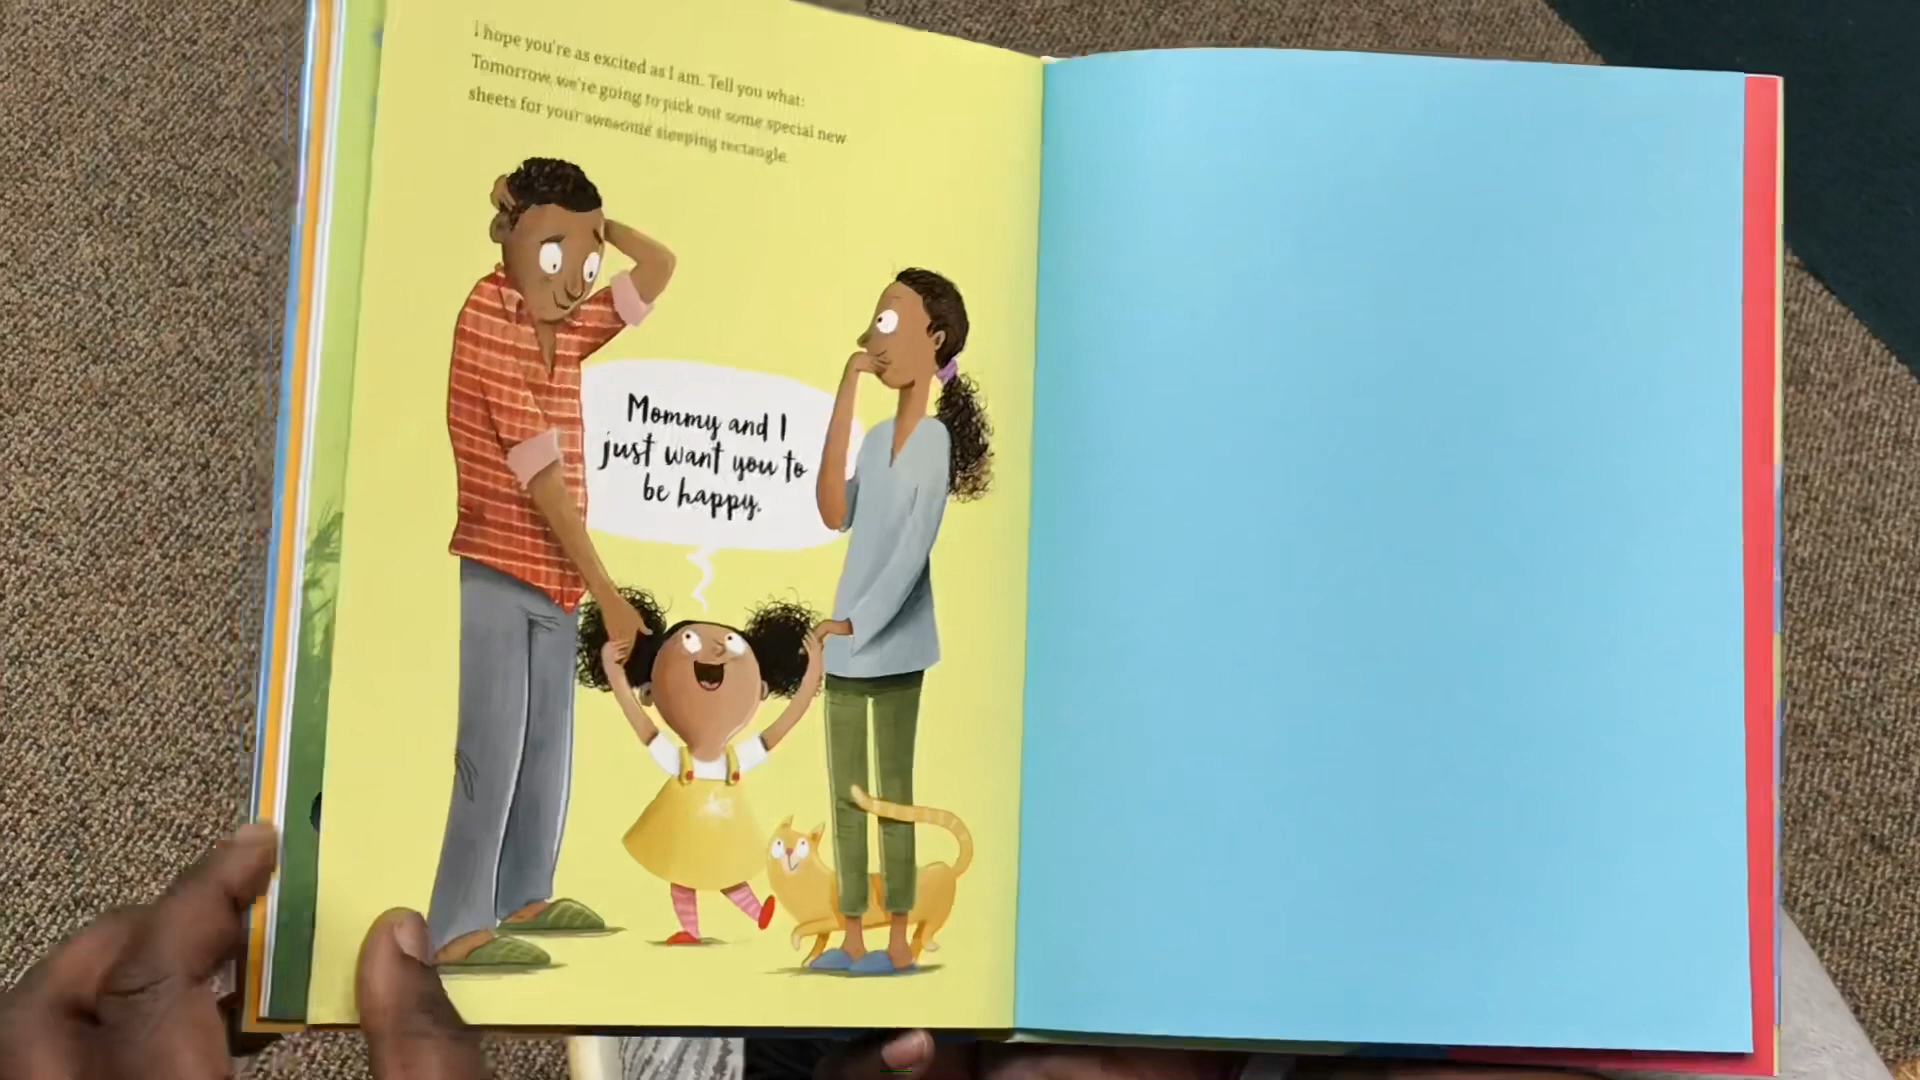 I hope you're as excited as I am. Tell you what:
Tomorrow, we're going to pick out some special new
sheets for your awesome sleeping rectangle.
Mommy and I
just want you to
be happy.